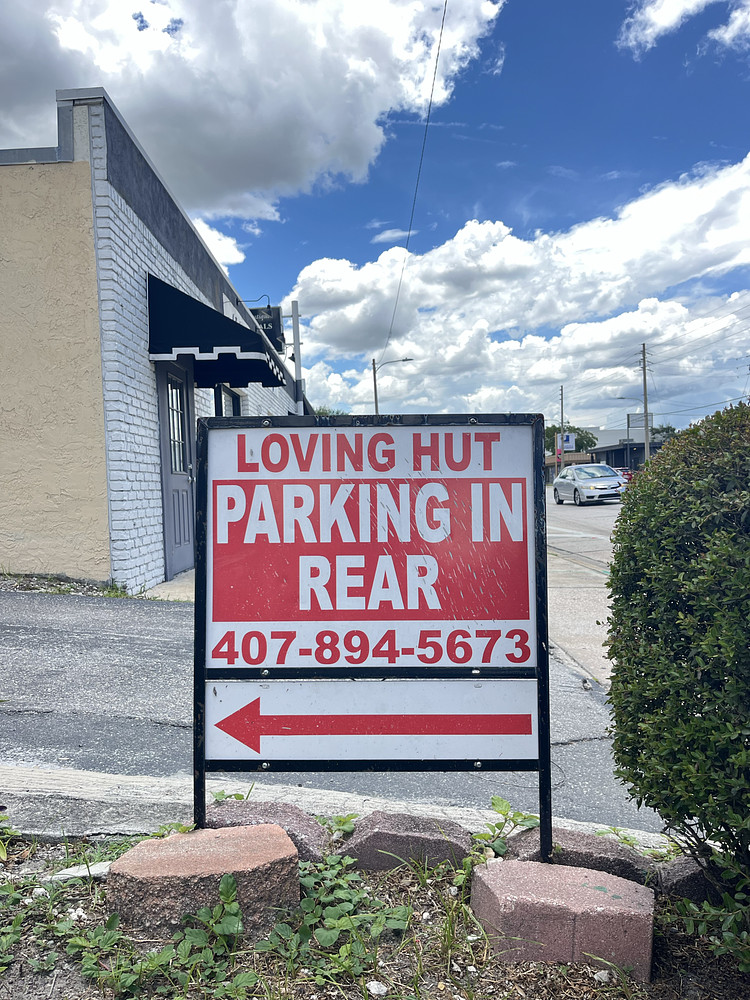 LOVING HUT
PARKING IN
REAR
407-894-5673